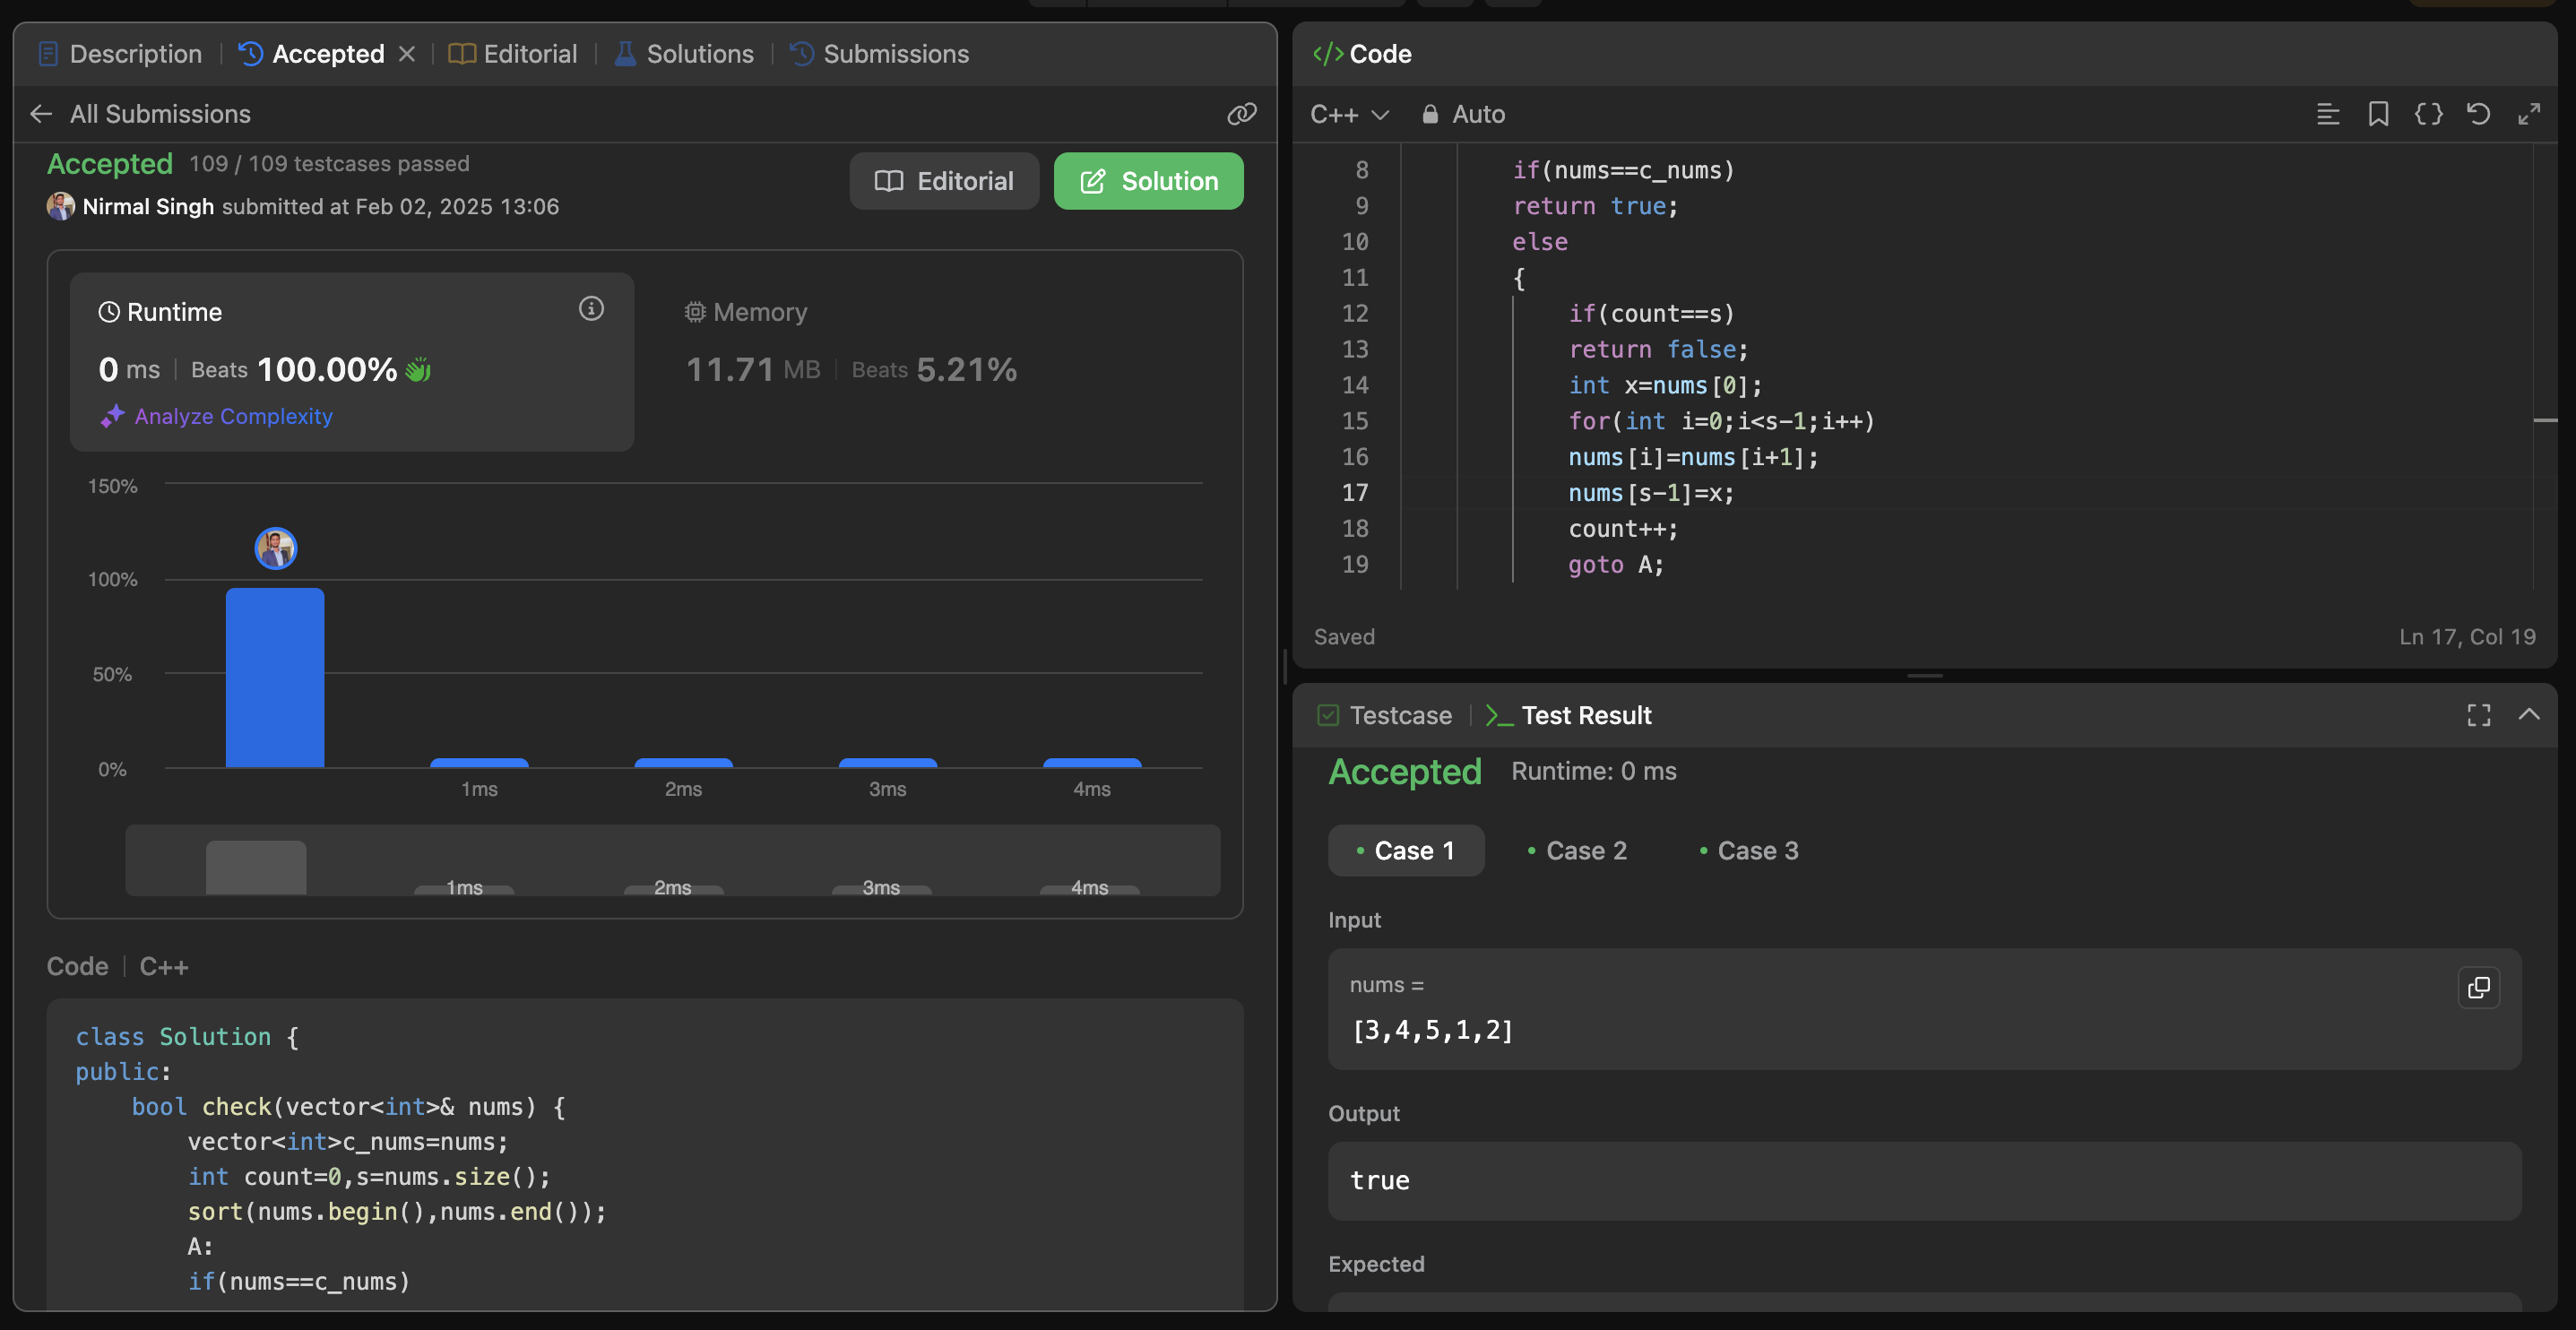 Description | Accepted | Editorial | Solutions | Submissions
All Submissions
Accepted 109 / 109 testcases passed
Nirmal Singh submitted at Feb 02, 2025 13:06
Editorial
Solution
Runtime
0 ms | Beats 100.00%
Analyze Complexity
Memory
11.71 MB | Beats 5.21%
150%
100%
50%
0%
1ms 2ms 3ms 4ms
1ms 2ms 3ms 4ms
Code | C++
class Solution {
public:
    bool check(vector<int>& nums) {
        vector<int>c_nums=nums;
        int count=0,s=nums.size();
        sort(nums.begin(),nums.end());
        A:
        if(nums==c_nums)
</> Code
C++ Auto
8 if(nums==c_nums)
9 return true;
10 else
11 {
12     if(count==s)
13     return false;
14     int x=nums[0];
15     for(int i=0;i<s-1;i++)
16     nums[i]=nums[i+1];
17     nums[s-1]=x;
18     count++;
19     goto A;
Saved
Ln 17, Col 19
Testcase | >_ Test Result
Accepted Runtime: 0 ms
• Case 1 • Case 2 • Case 3
Input
nums =
[3,4,5,1,2]
Output
true
Expected